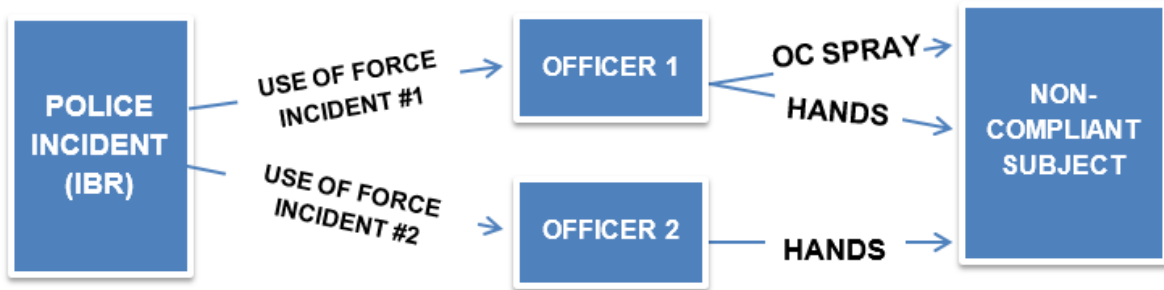 POLICE
INCIDENT
(IBR)
USE OF FORCE
INCIDENT #1
OFFICER 1
OC SPRAY
HANDS
USE OF FORCE
INCIDENT #2
OFFICER 2
HANDS
NON-
COMPLIANT
SUBJECT